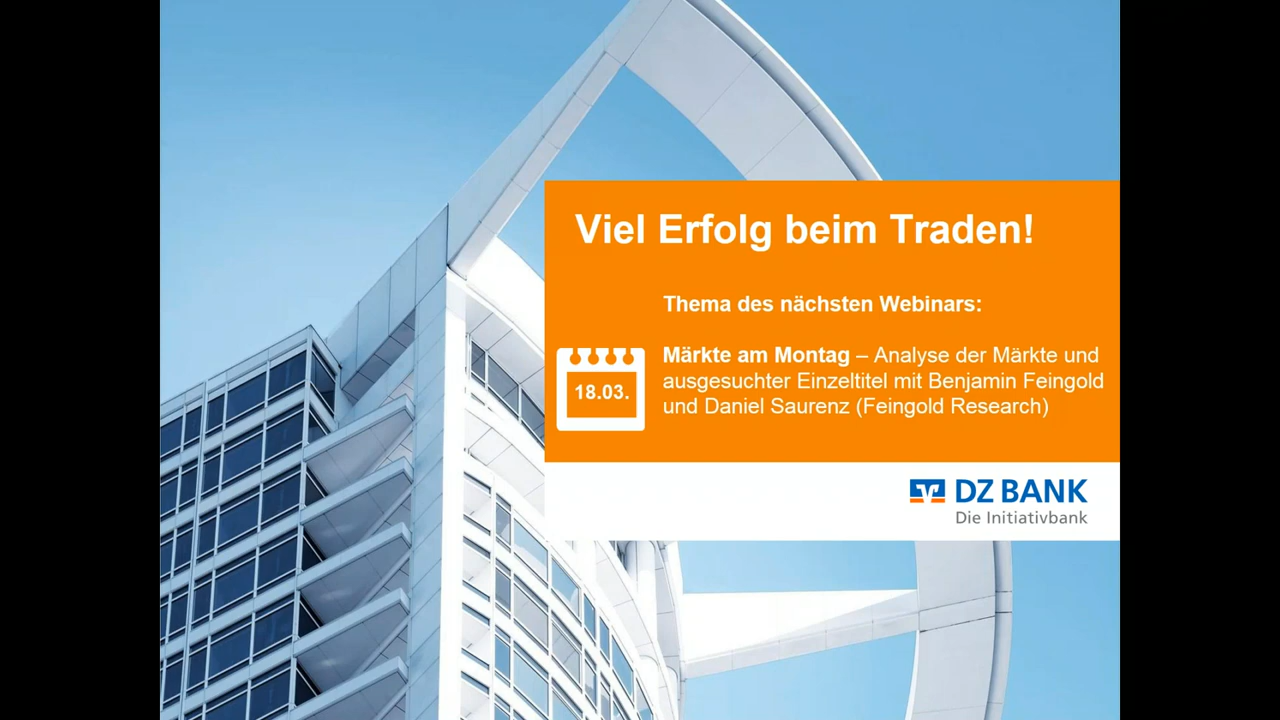 Viel Erfolg beim Traden!
Thema des nächsten Webinars:
18.03.
Märkte am Montag – Analyse der Märkte und
ausgesuchter Einzeltitel mit Benjamin Feingold
und Daniel Saurenz (Feingold Research)
DZ BANK
Die Initiativbank